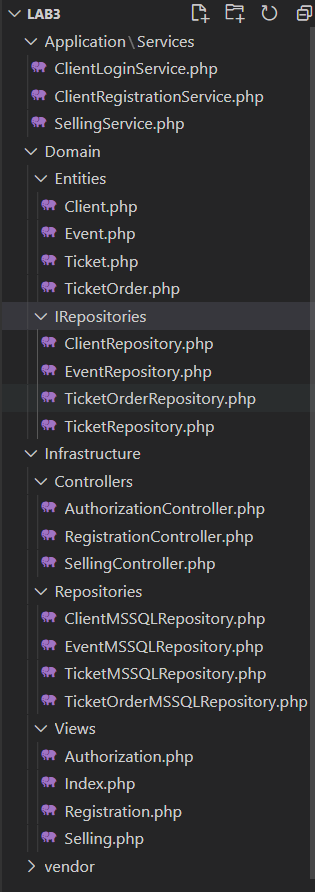 LAB3
Application\Services
ClientLoginService.php
ClientRegistrationService.php
SellingService.php
Domain
Entities
Client.php
Event.php
Ticket.php
TicketOrder.php
IRepositories
ClientRepository.php
EventRepository.php
TicketOrderRepository.php
TicketRepository.php
Infrastructure
Controllers
AuthorizationController.php
RegistrationController.php
SellingController.php
Repositories
ClientMSSQLRepository.php
EventMSSQLRepository.php
TicketMSSQLRepository.php
TicketOrderMSSQLRepository.php
Views
Authorization.php
Index.php
Registration.php
Selling.php
vendor